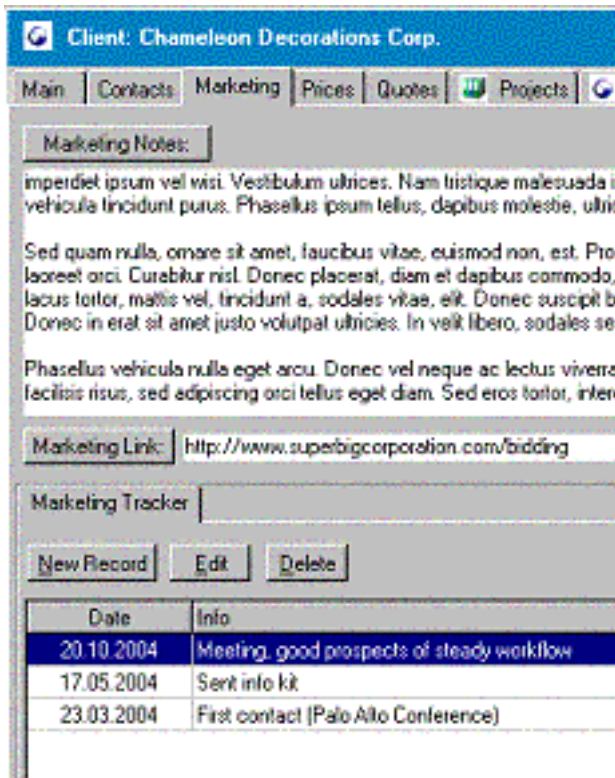 Client: Chameleon Decorations Corp.
Main Contacts Marketing Prices Quotes Projects
Marketing Notes:
imperdiet ipsum vel wisi. Vestibulum ultrices. Nam tristique malesuada
vehicula tincidunt purus. Phasellus ipsum tellus, dapibus molestie,
Sed quam nulla, ornare sit amet, faucibus vitae, euismod non, est.
laoreet orci. Curabitur nisl. Donec placerat, diam et dapibus commodo,
lacus tortor, mattis vel, tincidunt a, sodales vitae, elit. Donec suscipit
Donec in erat sit amet justo volutpat ultricies. In velit libero, sodales
Phasellus vehicula nulla eget arcu. Donec vel neque ac lectus
facilisis risus, sed adipiscing orci tellus eget diam. Sed eros tortor,
Marketing Link: http://www.superbigcorporation.com/bidding
Marketing Tracker
New Record Edit Delete
Date Info
20.10.2004 Meeting, good prospects of steady workflow
17.05.2004 Sent info kit
23.03.2004 First contact (Palo Alto Conference)